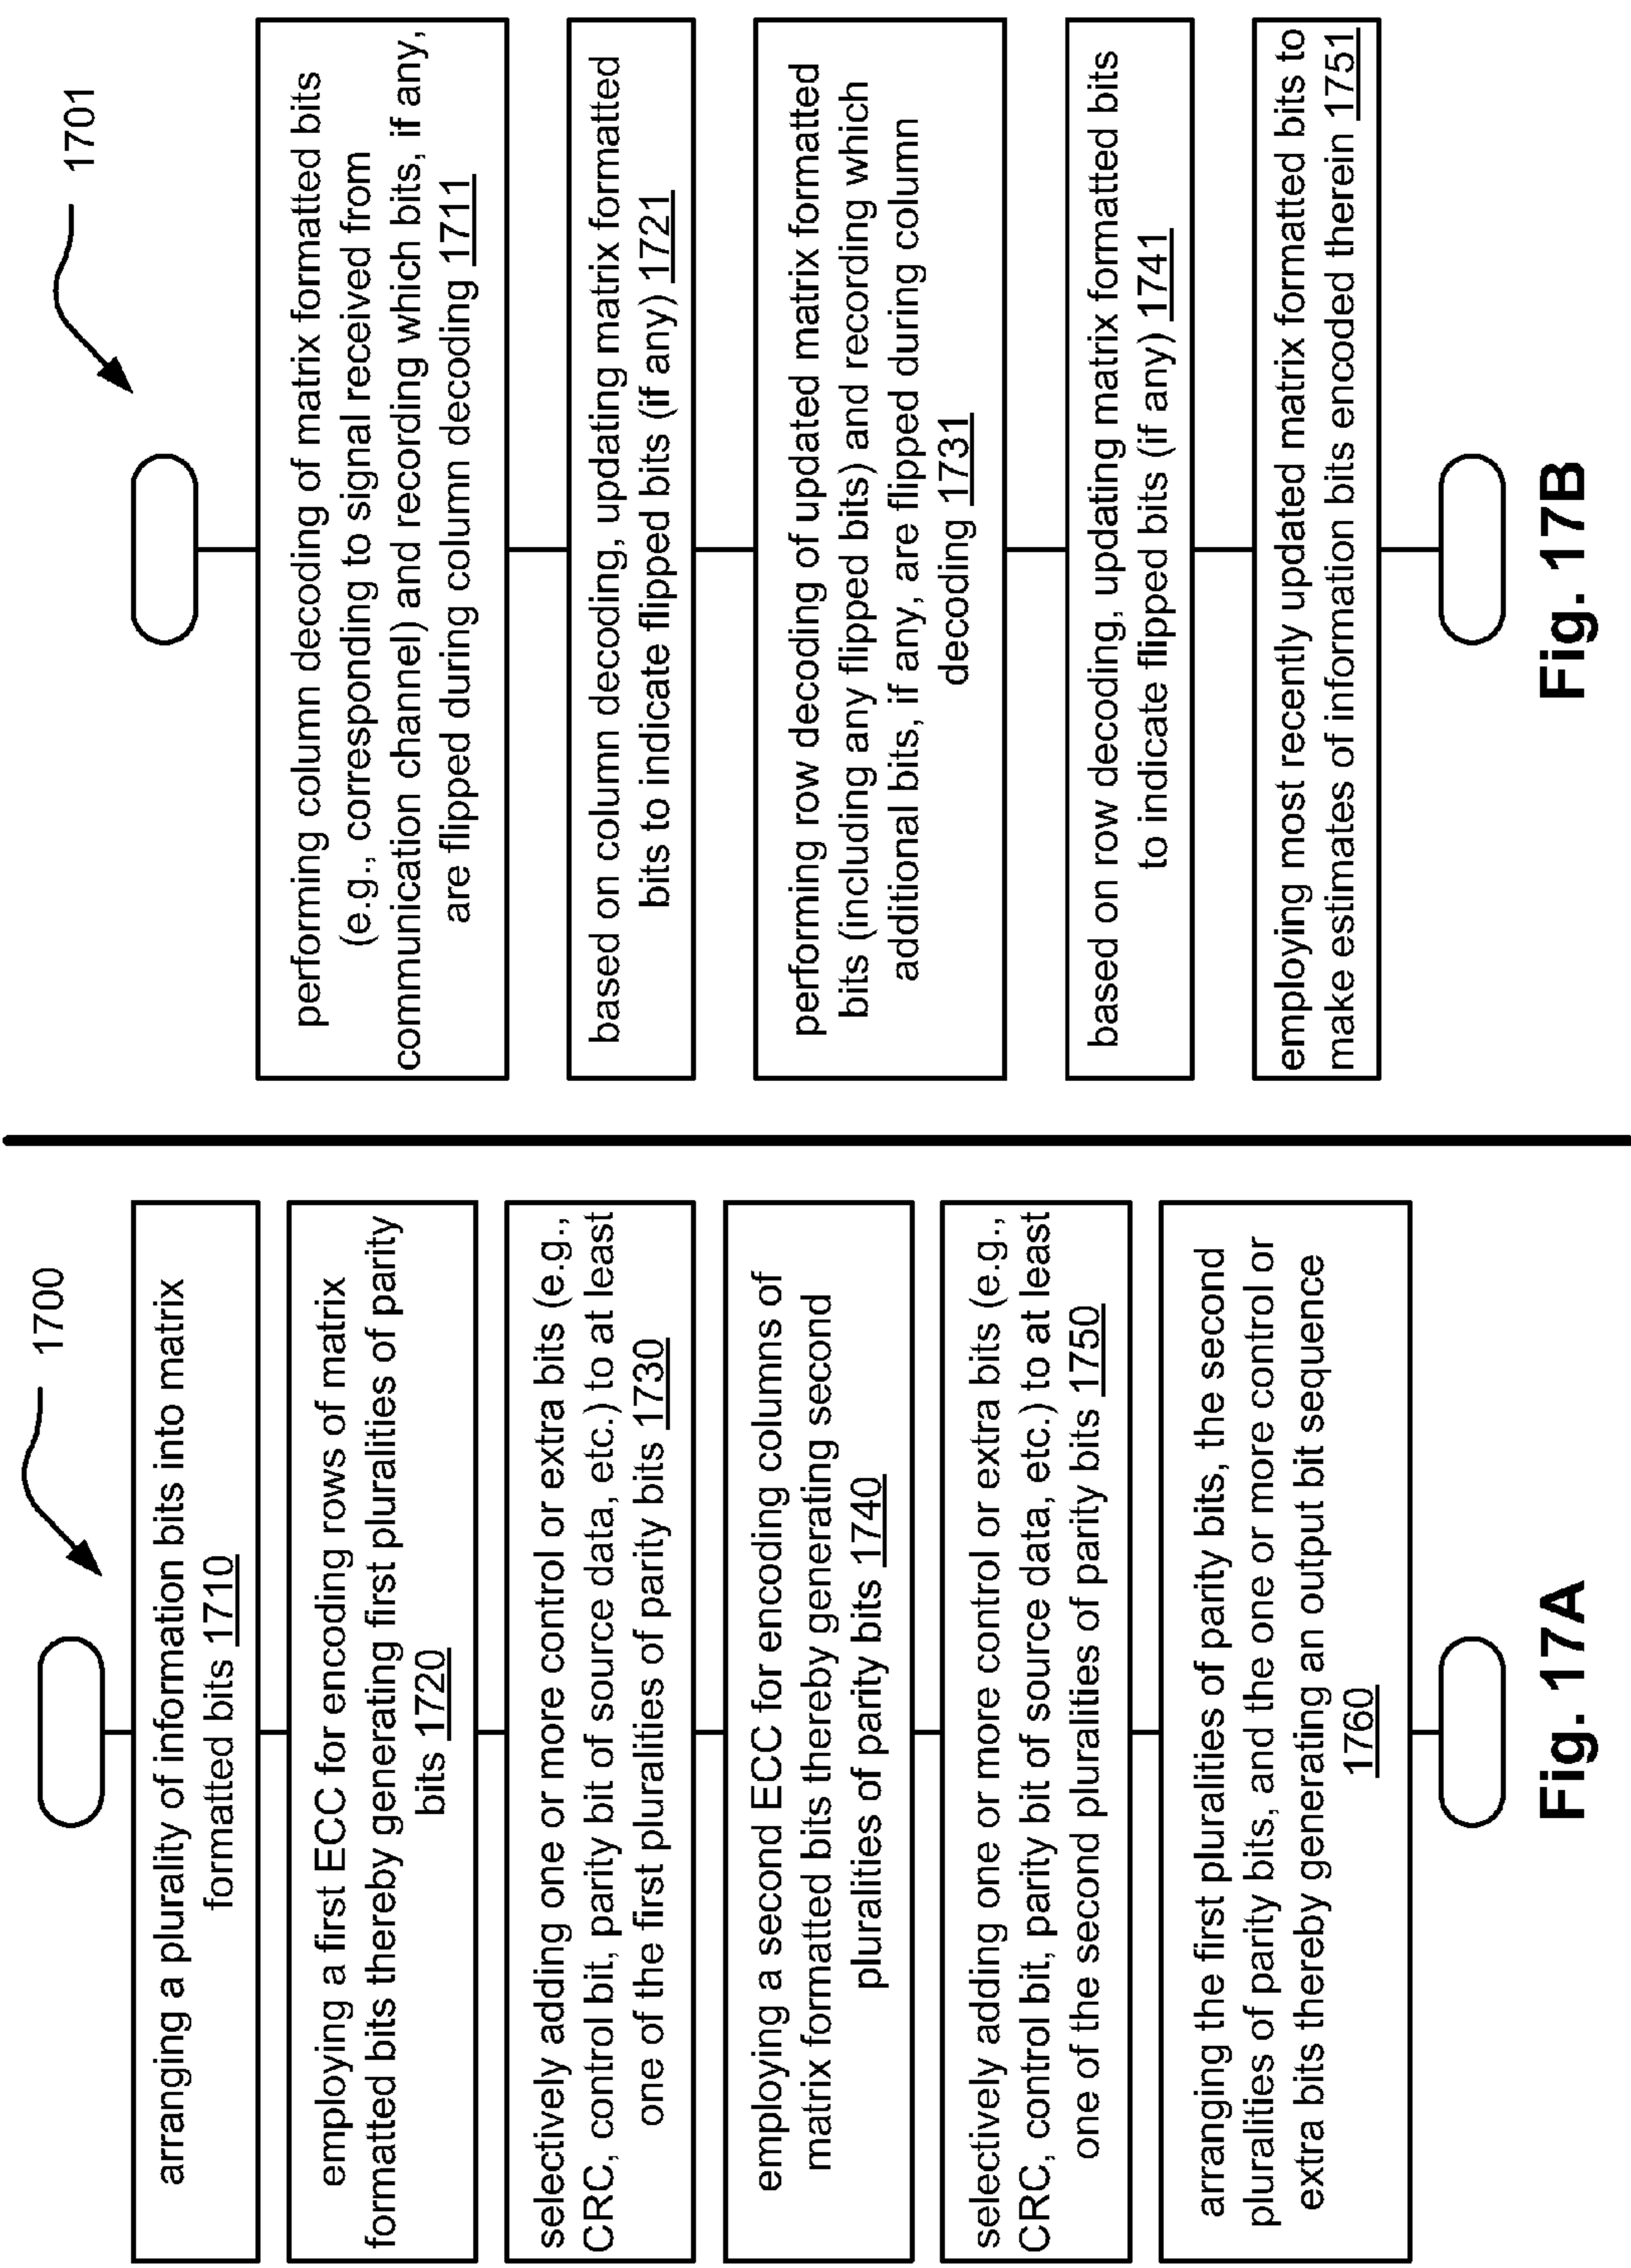 1700
arranging a plurality of information bits into matrix
formatted bits 1710
employing a first ECC for encoding rows of matrix
formatted bits thereby generating first pluralities of parity
bits 1720
selectively adding one or more control or extra bits (e.g.,
CRC, control bit, parity bit of source data, etc.) to at least
one of the first pluralities of parity bits 1730
employing a second ECC for encoding columns of
matrix formatted bits thereby generating second
pluralities of parity bits 1740
selectively adding one or more control or extra bits (e.g.,
CRC, control bit, parity bit of source data, etc.) to at least
one of the second pluralities of parity bits 1750
arranging the first pluralities of parity bits, the second
pluralities of parity bits, and the one or more control or
extra bits thereby generating an output bit sequence
1760
Fig. 17A
1701
performing column decoding of matrix formatted bits
(e.g., corresponding to signal received from
communication channel) and recording which bits, if any,
are flipped during column decoding 1711
based on column decoding, updating matrix formatted
bits to indicate flipped bits (if any) 1721
performing row decoding of updated matrix formatted
bits (including any flipped bits) and recording which
additional bits, if any, are flipped during column
decoding 1731
based on row decoding, updating matrix formatted bits
to indicate flipped bits (if any) 1741
employing most recently updated matrix formatted bits to
make estimates of information bits encoded therein 1751
Fig. 17B